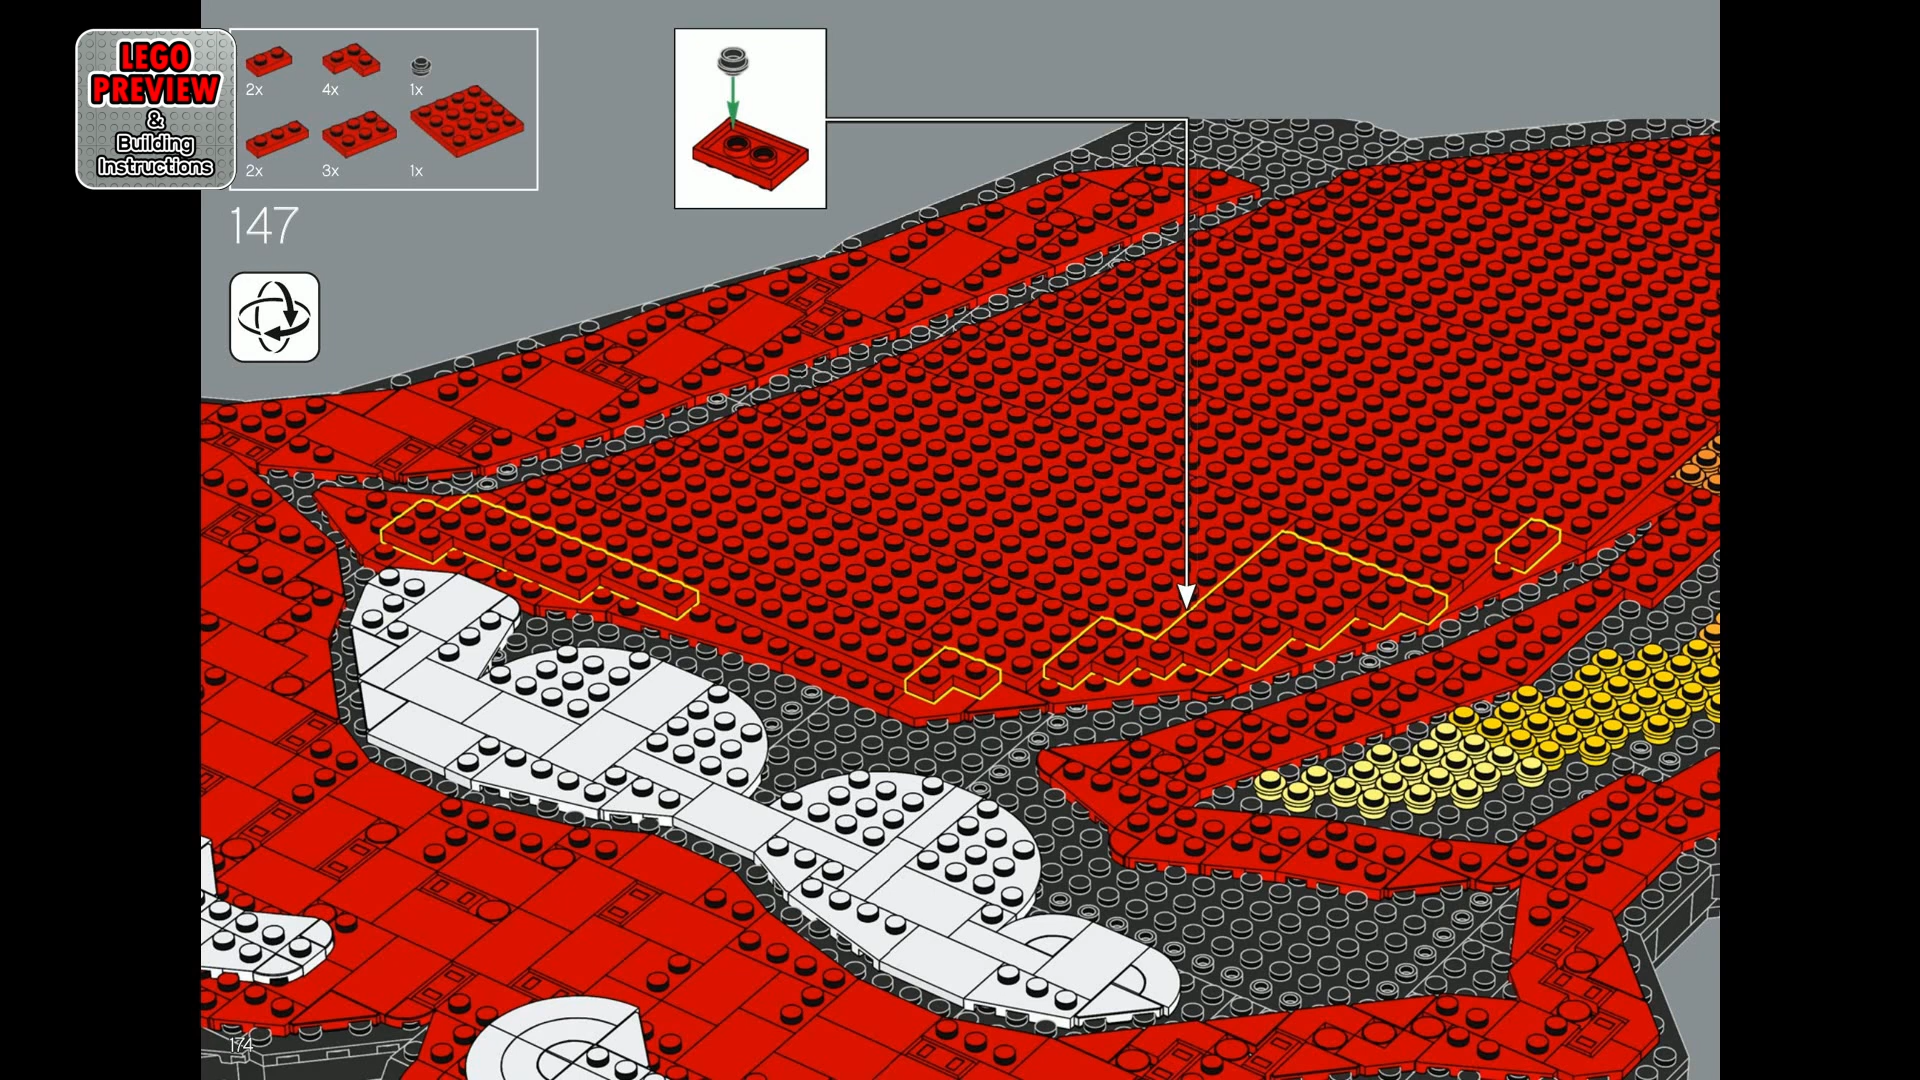 LEGO
PREVIEW
&
Building
Instructions
2x 4x 1x
2x 3x 1x
147
174